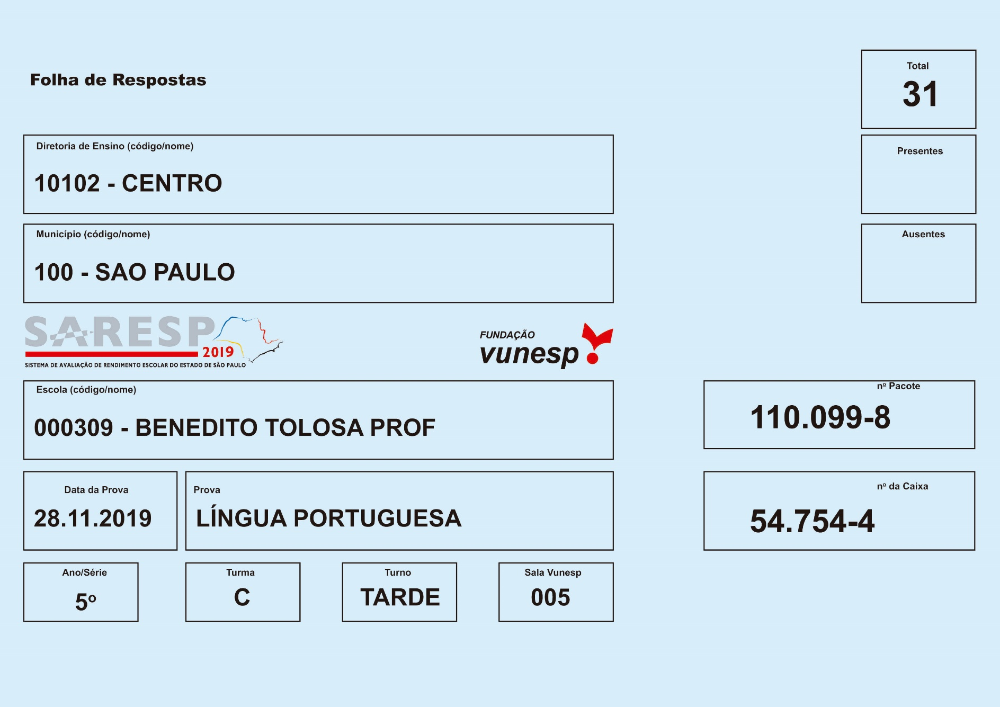 Total
Folha de Respostas
31
Diretoria de Ensino (código/nome)
10102 - CENTRO
Presentes
Município (código/nome)
100 - SAO PAULO
Ausentes
SARESP
2019
SISTEMA DE AVALIAÇÃO DE RENDIMENTO ESCOLAR DO ESTADO DE SÃO PAULO
FUNDAÇÃO
vunesp
Escola (código/nome)
000309 - BENEDITO TOLOSA PROF
nº Pacote
110.099-8
Data da Prova
28.11.2019
Prova
LÍNGUA PORTUGUESA
nº da Caixa
54.754-4
Ano/Série
5º
Turma
C
Turno
TARDE
Sala Vunesp
005